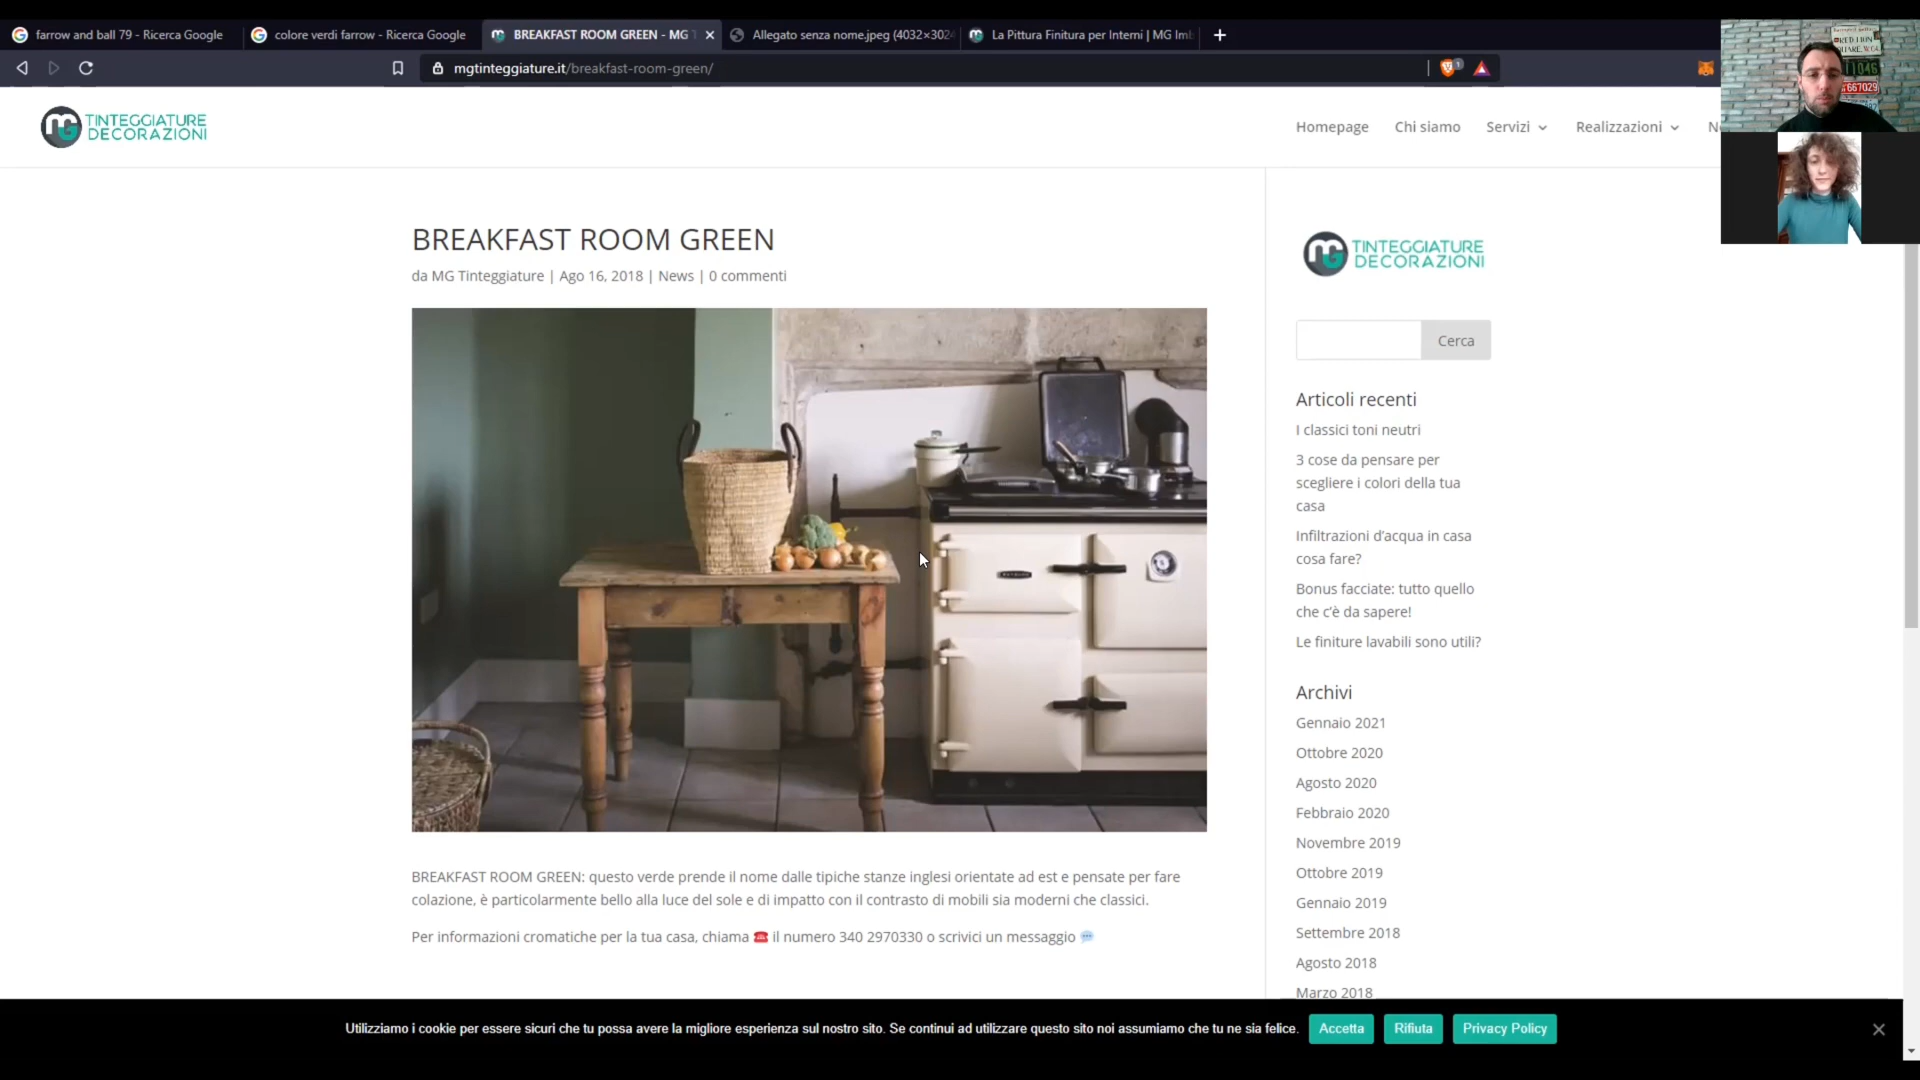 farrow and ball 79 - Ricerca Google
colore verdi farrow - Ricerca Google
BREAKFAST ROOM GREEN - MG T
Allegato senza nome.jpeg (4032×3024
La Pittura Finitura per Interni | MG Imb
mgtinteggiature.it/breakfast-room-green/
TINTEGGIATURE
DECORAZIONI
Homepage
Chi siamo
Servizi
Realizzazioni
BREAKFAST ROOM GREEN
da MG Tinteggiature | Ago 16, 2018 | News | 0 commenti
BREAKFAST ROOM GREEN: questo verde prende il nome dalle tipiche stanze inglesi orientate ad est e pensate per fare
colazione, è particolarmente bello alla luce del sole e di impatto con il contrasto di mobili sia moderni che classici.
Per informazioni cromatiche per la tua casa, chiama ☎️ il numero 340 2970330 o scrivici un messaggio 💬
TINTEGGIATURE
DECORAZIONI
Cerca
Articoli recenti
I classici toni neutri
3 cose da pensare per
scegliere i colori della tua
casa
Infiltrazioni d'acqua in casa
cosa fare?
Bonus facciate: tutto quello
che c'è da sapere!
Le finiture lavabili sono utili?
Archivi
Gennaio 2021
Ottobre 2020
Agosto 2020
Febbraio 2020
Novembre 2019
Ottobre 2019
Gennaio 2019
Settembre 2018
Agosto 2018
Marzo 2018
Utilizziamo i cookie per essere sicuri che tu possa avere la migliore esperienza sul nostro sito. Se continui ad utilizzare questo sito noi assumiamo che tu ne sia felice.
Accetta
Rifiuta
Privacy Policy